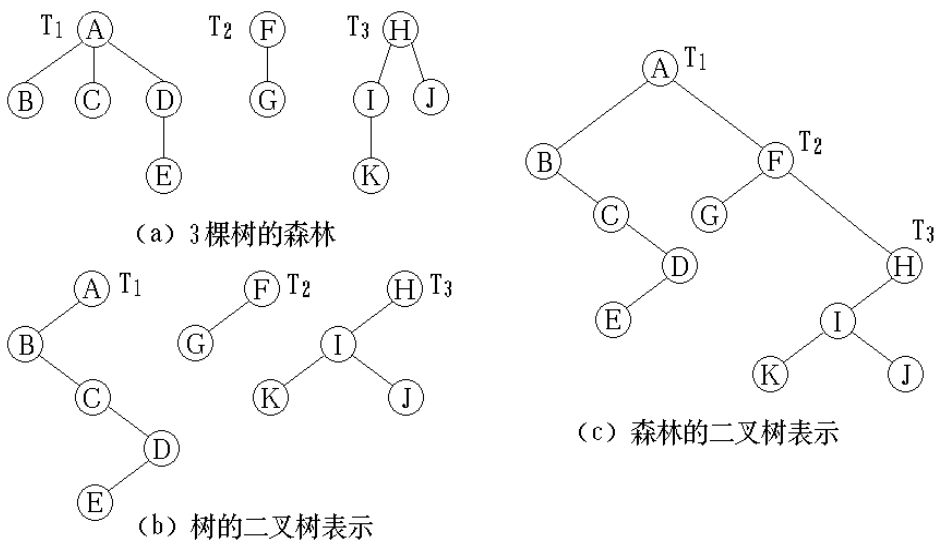 T1 A T2 F T3 H
B C D G I J
E K
(a) 3棵树的森林
A T1 F T2 H T3
B G I
C K J
D
E
(b) 树的二叉树表示
A T1
B F T2
C G
D H T3
E I
K J
(c) 森林的二叉树表示